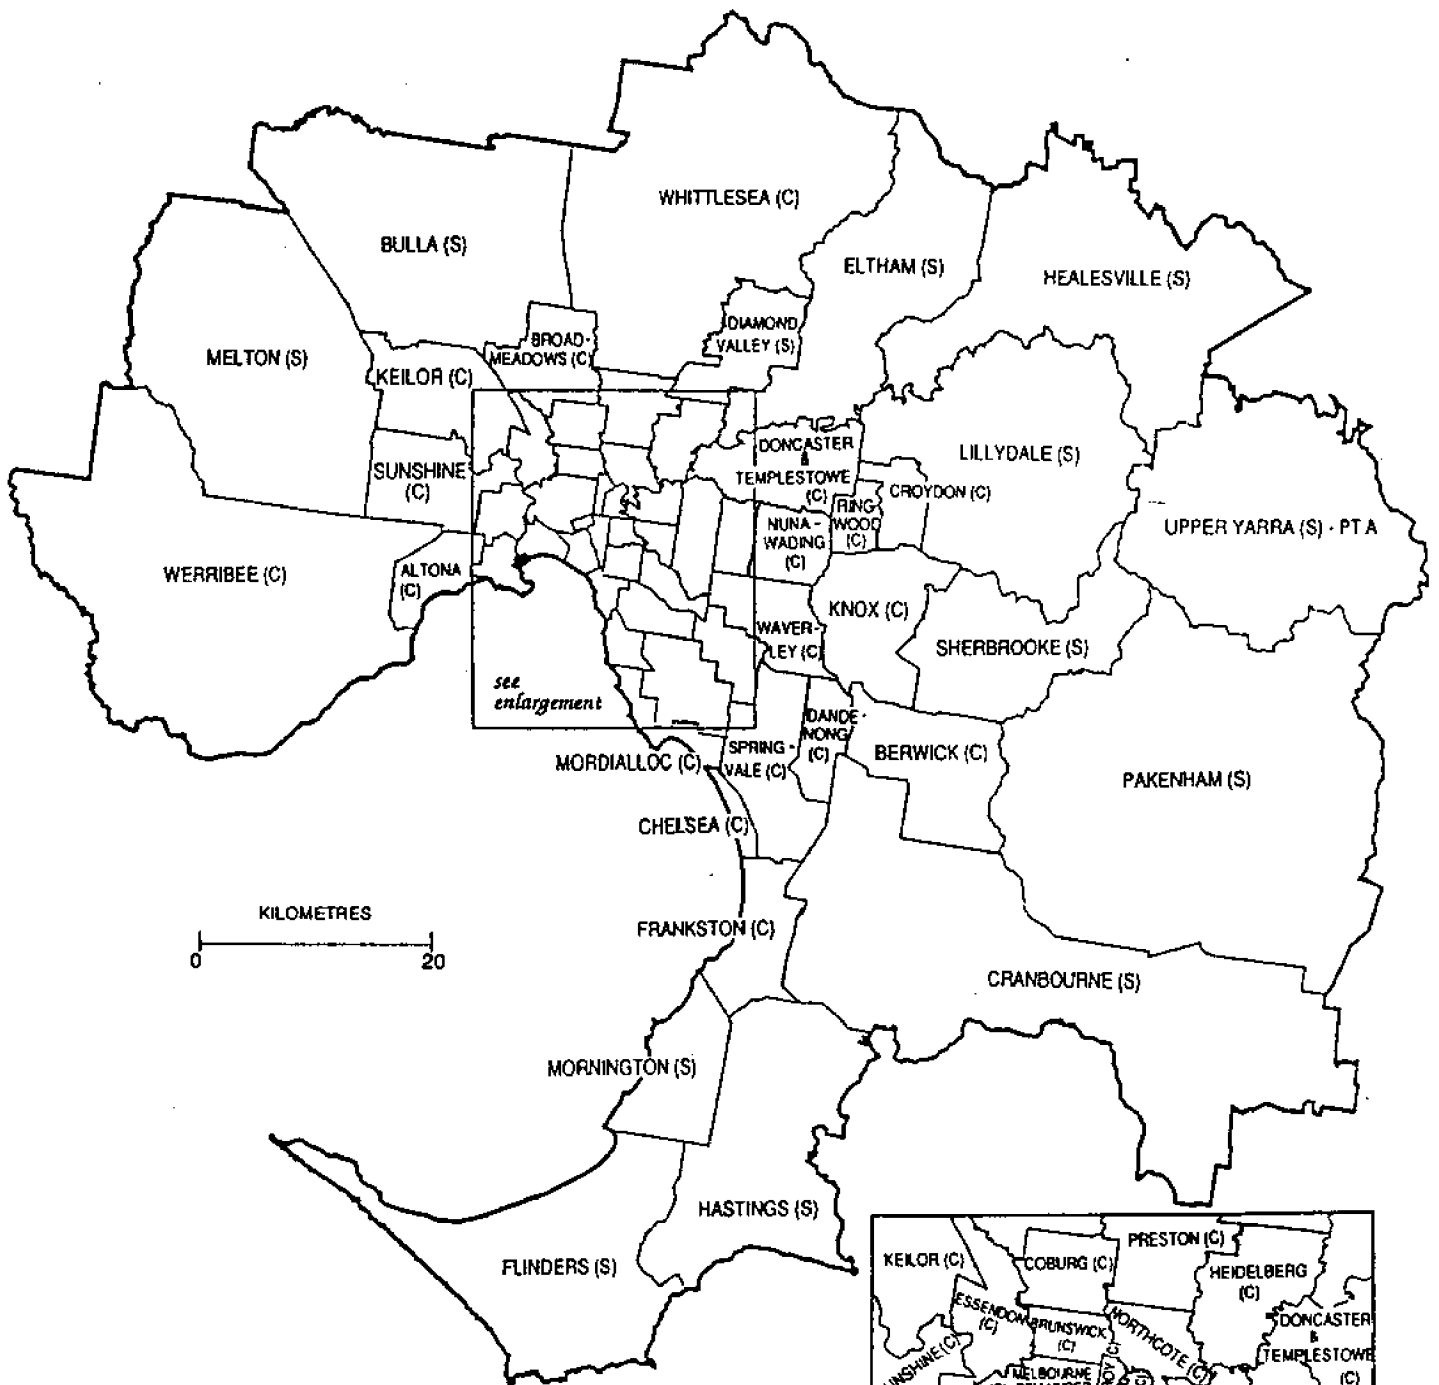 WHITTLESEA (C)
BULLA (S)
ELTHAM (S)
HEALESVILLE (S)
DIAMOND
VALLEY (S)
BROAD-
MEADOWS (C)
MELTON (S)
KEILOR (C)
DONCASTER
&
TEMPLESTOWE
(C)
LILLYDALE (S)
SUNSHINE
(C)
CROYDON (C)
RING
WOOD
(C)
NUNA-
WADING
(C)
UPPER YARRA (S) - PT A
WERRIBEE (C)
ALTONA
(C)
KNOX (C)
WAVER-
LEY (C)
SHERBROOKE (S)
see
enlargement
DANDE-
NONG
(C)
SPRING-
VALE (C)
BERWICK (C)
MORDIALLOC (C)
PAKENHAM (S)
CHELSEA (C)
KILOMETRES
0 20
FRANKSTON (C)
CRANBOURNE (S)
MORNINGTON (S)
HASTINGS (S)
FLINDERS (S)
KEILOR (C)
COBURG (C)
PRESTON (C)
HEIDELBERG
(C)
ESSENDON
(C)
BRUNSWICK
(C)
NORTHCOTE (C)
DONCASTER
&
TEMPLESTOWE
(C)
NSHINE (C)
MELBOURNE